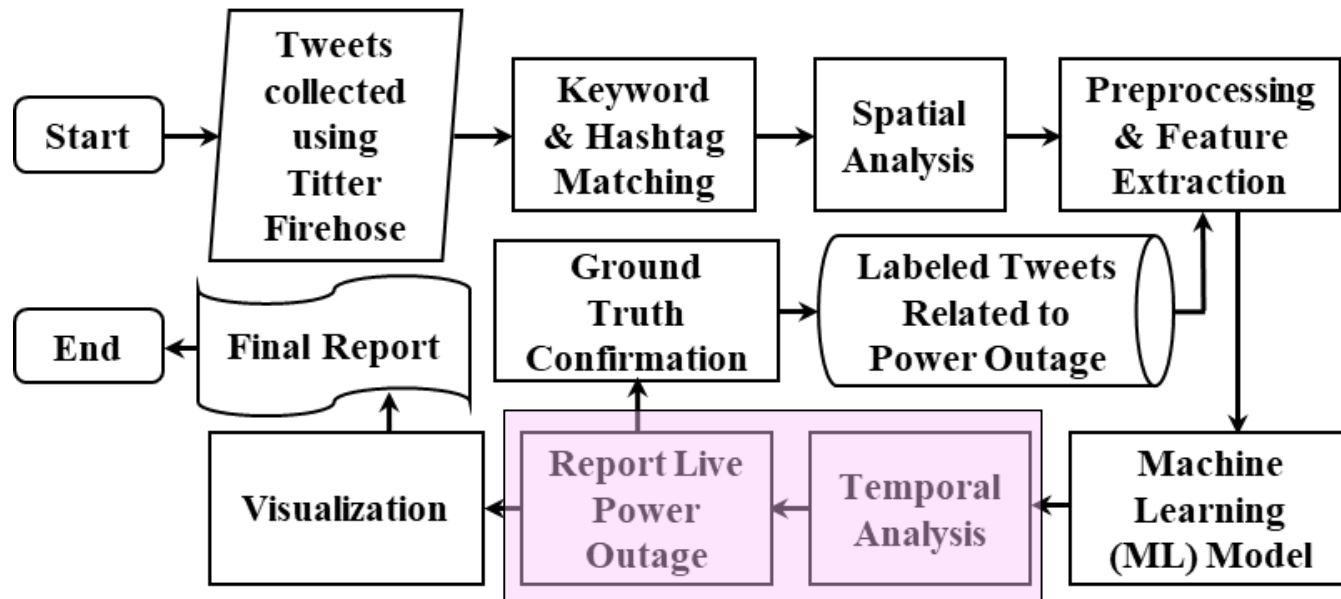 Start
Tweets
collected
using
Titter
Firehose
Keyword
& Hashtag
Matching
Spatial
Analysis
Preprocessing
& Feature
Extraction
End
Final Report
Ground
Truth
Confirmation
Labeled Tweets
Related to
Power Outage
Visualization
Report Live
Power
Outage
Temporal
Analysis
Machine
Learning
(ML) Model